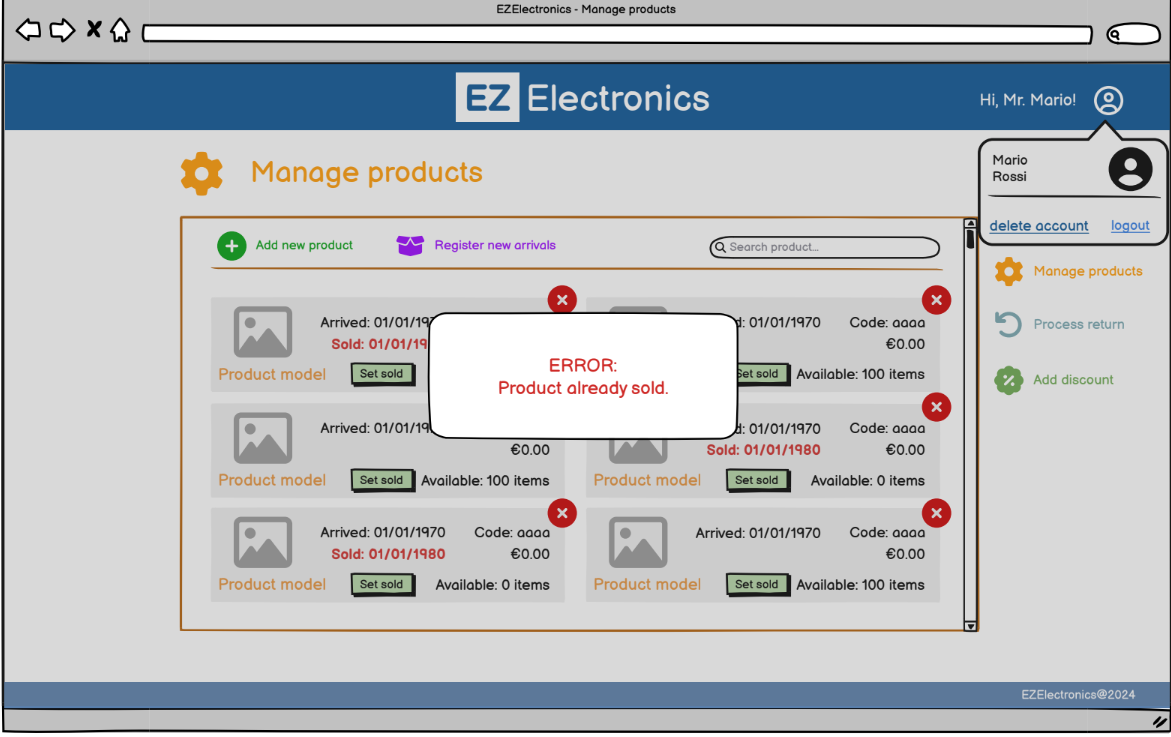 EZElectronics - Manage products
EZ Electronics
Hi, Mr. Mario!
Mario
Rossi
delete account logout
Manage products
Add new product
Register new arrivals
Search product...
Manage products
Process return
Add discount
Arrived: 01/01/197
Sold: 01/01/19
Product model
Set sold
d: 01/01/1970
Code: aaaa
€0.00
Set sold
Available: 100 items
ERROR:
Product already sold.
Arrived: 01/01/19
€0.00
Product model
Set sold
Available: 100 items
d: 01/01/1970
Code: aaaa
Sold: 01/01/1980
€0.00
Product model
Set sold
Available: 0 items
Arrived: 01/01/1970
Code: aaaa
Sold: 01/01/1980
€0.00
Product model
Set sold
Available: 0 items
Arrived: 01/01/1970
Code: aaaa
€0.00
Product model
Set sold
Available: 100 items
EZElectronics@2024